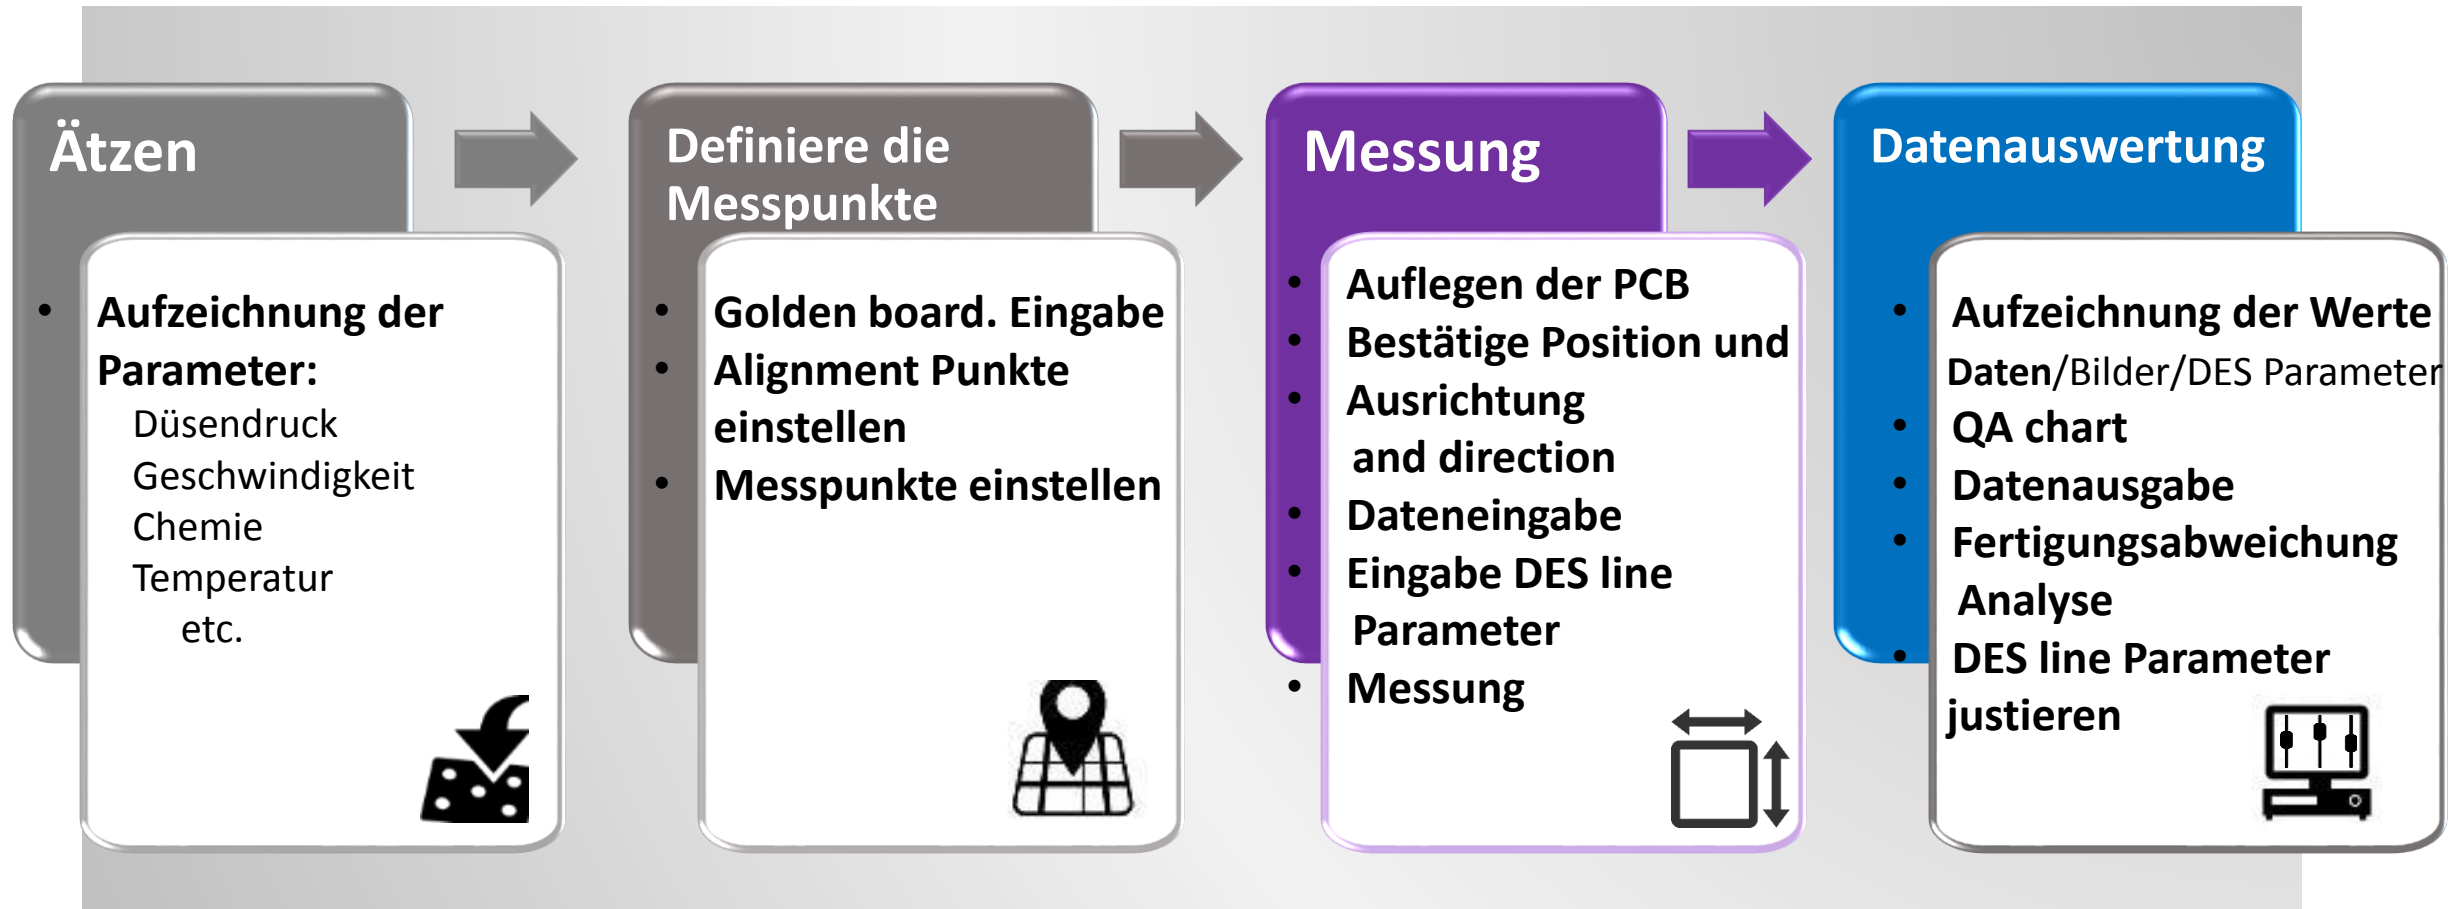 Ätzen
• Aufzeichnung der
Parameter:
Düsendruck
Geschwindigkeit
Chemie
Temperatur
etc.
Definiere die
Messpunkte
• Golden board. Eingabe
• Alignment Punkte
einstellen
• Messpunkte einstellen
Messung
• Auflegen der PCB
• Bestätige Position und
• Ausrichtung
and direction
• Dateneingabe
• Eingabe DES line
Parameter
• Messung
Datenauswertung
• Aufzeichnung der Werte
Daten/Bilder/DES Parameter
• QA chart
• Datenausgabe
• Fertigungsabweichung
Analyse
• DES line Parameter
justieren